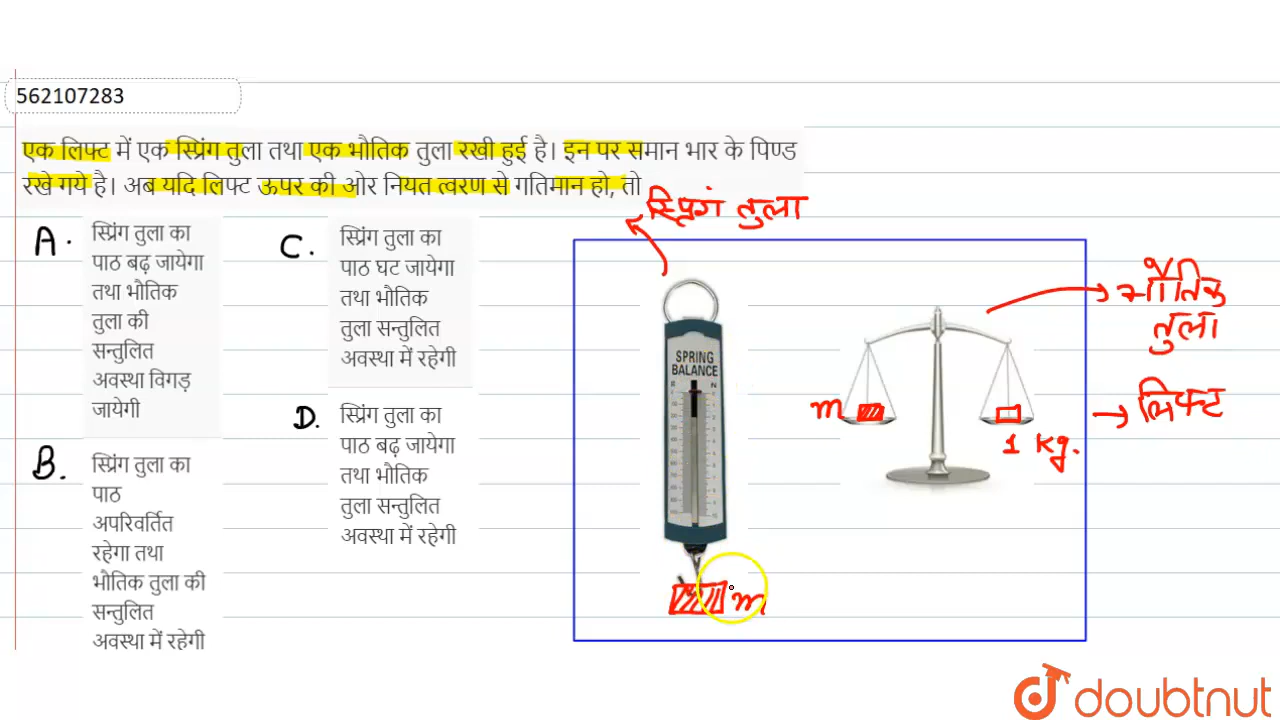 562107283
एक लिफ्ट में एक स्प्रिंग तुला तथा एक भौतिक तुला रखी हुई है। इन पर समान भार के पिण्ड
रखे गये है। अब यदि लिफ्ट ऊपर की ओर नियत त्वरण से गतिमान हो, तो
A.
स्प्रिंग तुला का
पाठ बढ़ जायेगा
तथा भौतिक
तुला की
सन्तुलित
अवस्था विगड़
जायेगी
B.
स्प्रिंग तुला का
पाठ
अपरिवर्तित
रहेगा तथा
भौतिक तुला की
सन्तुलित
अवस्था में रहेगी
C.
स्प्रिंग तुला का
पाठ घट जायेगा
तथा भौतिक
तुला सन्तुलित
अवस्था में रहेगी
D.
स्प्रिंग तुला का
पाठ बढ़ जायेगा
तथा भौतिक
तुला सन्तुलित
अवस्था में रहेगी
स्प्रिंग तुला
SPRING
BALANCE
m
m
1 kg.
भौतिक
तुला
लिफ्ट
doubtnut